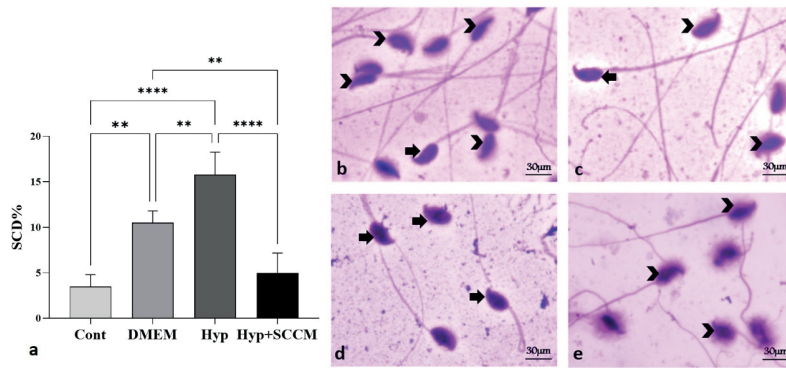 **
****
**
**
****
20
15
10
5
0
SCD%
Cont
DMEM
Hyp
Hyp+SCCM
a
b
30µm
c
30µm
d
30µm
e
30µm